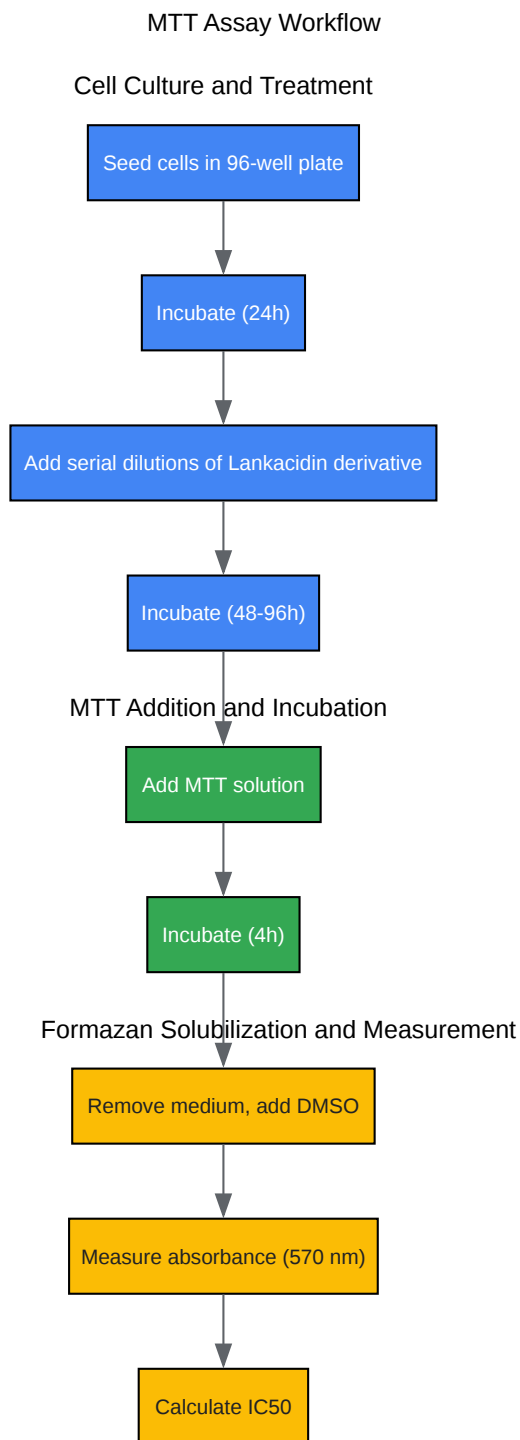 MTT Assay Workflow
Cell Culture and Treatment
Seed cells in 96-well plate
Incubate (24h)
Add serial dilutions of Lankacidin derivative
Incubate (48-96h)
MTT Addition and Incubation
Add MTT solution
Incubate (4h)
Formazan Solubilization and Measurement
Remove medium, add DMSO
Measure absorbance (570 nm)
Calculate IC50